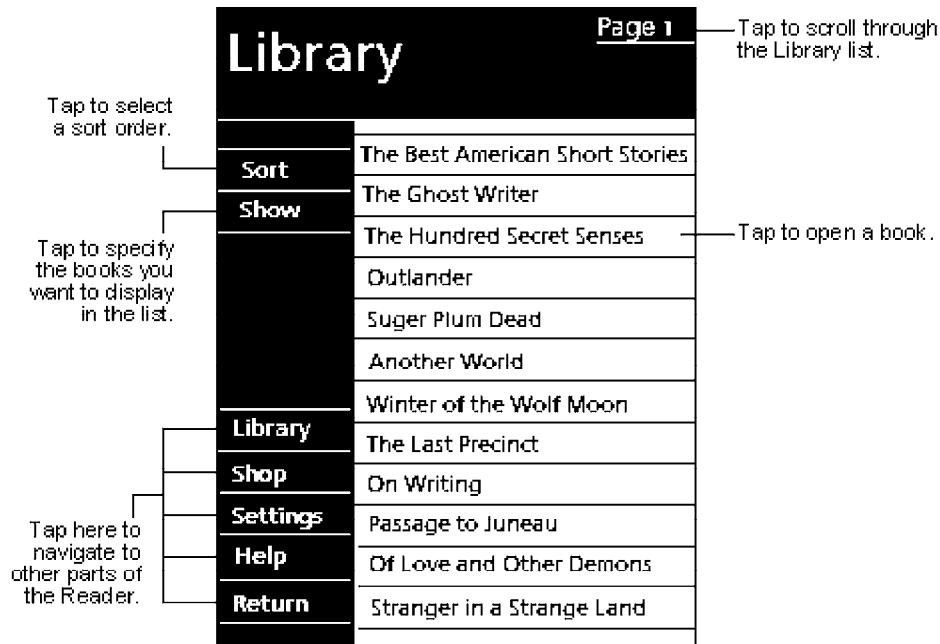 Library
Page 1
Tap to scroll through
the Library list.
Tap to select
a sort order.
Sort
Show
Tap to specify
the books you
want to display
in the list.
The Best American Short Stories
The Ghost Writer
The Hundred Secret Senses
Tap to open a book.
Outlander
Suger Plum Dead
Another World
Winter of the Wolf Moon
The Last Precinct
On Writing
Passage to Juneau
Of Love and Other Demons
Stranger in a Strange Land
Library
Shop
Settings
Help
Return
Tap here to
navigate to
other parts of
the Reader.